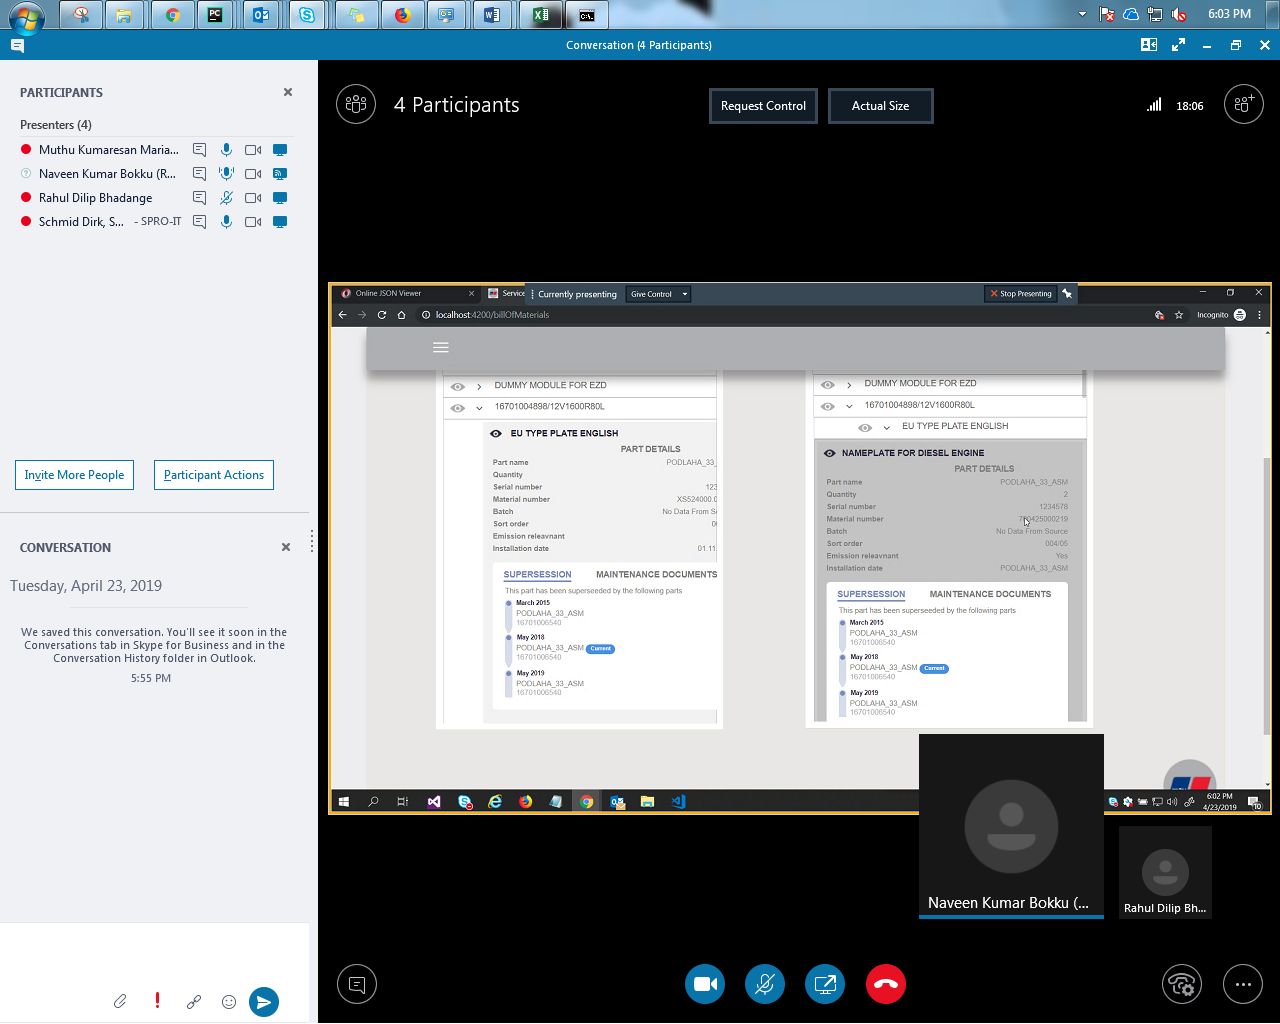 6:03 PM
Conversation (4 Participants)
PARTICIPANTS
Presenters (4)
Muthu Kumaresan Maria...
Naveen Kumar Bokku (R...
Rahul Dilip Bhadange
Schmid Dirk, S... - SPRO-IT
Invite More People
Participant Actions
CONVERSATION
Tuesday, April 23, 2019
We saved this conversation. You'll see it soon in the
Conversations tab in Skype for Business and in the
Conversation History folder in Outlook.
5:55 PM
4 Participants
Request Control
Actual Size
18:06
Online JSON Viewer
Service
Currently presenting
Give Control
Stop Presenting
localhost:4200/billOfMaterials
Incognito
DUMMY MODULE FOR EZD
16701004898/12V1600R80L
EU TYPE PLATE ENGLISH
PART DETAILS
Part name PODLAHA_33_
Quantity
Serial number 123
Material number XS524000.0
Batch No Data From Sou
Sort order 0
Emission releavnant
Installation date 01.11
SUPERSESSION MAINTENANCE DOCUMENTS
This part has been superseeded by the following parts
March 2015
PODLAHA_33_ASM
16701006540
May 2018
PODLAHA_33_ASM Current
16701006540
May 2019
PODLAHA_33_ASM
16701006540
DUMMY MODULE FOR EZD
16701004898/12V1600R80L
EU TYPE PLATE ENGLISH
NAMEPLATE FOR DIESEL ENGINE
PART DETAILS
Part name PODLAHA_33_ASM
Quantity 2
Serial number 1234578
Material number
Batch No Data From Source
Sort order 004/05
Emission releavnant Yes
Installation date PODLAHA_33_ASM
SUPERSESSION MAINTENANCE DOCUMENTS
This part has been superseeded by the following parts
March 2015
PODLAHA_33_ASM
16701006540
May 2018
PODLAHA_33_ASM Current
16701006540
May 2019
PODLAHA_33_ASM
16701006540
6:02 PM
4/23/2019
10
Naveen Kumar Bokku (...
Rahul Dilip Bh...